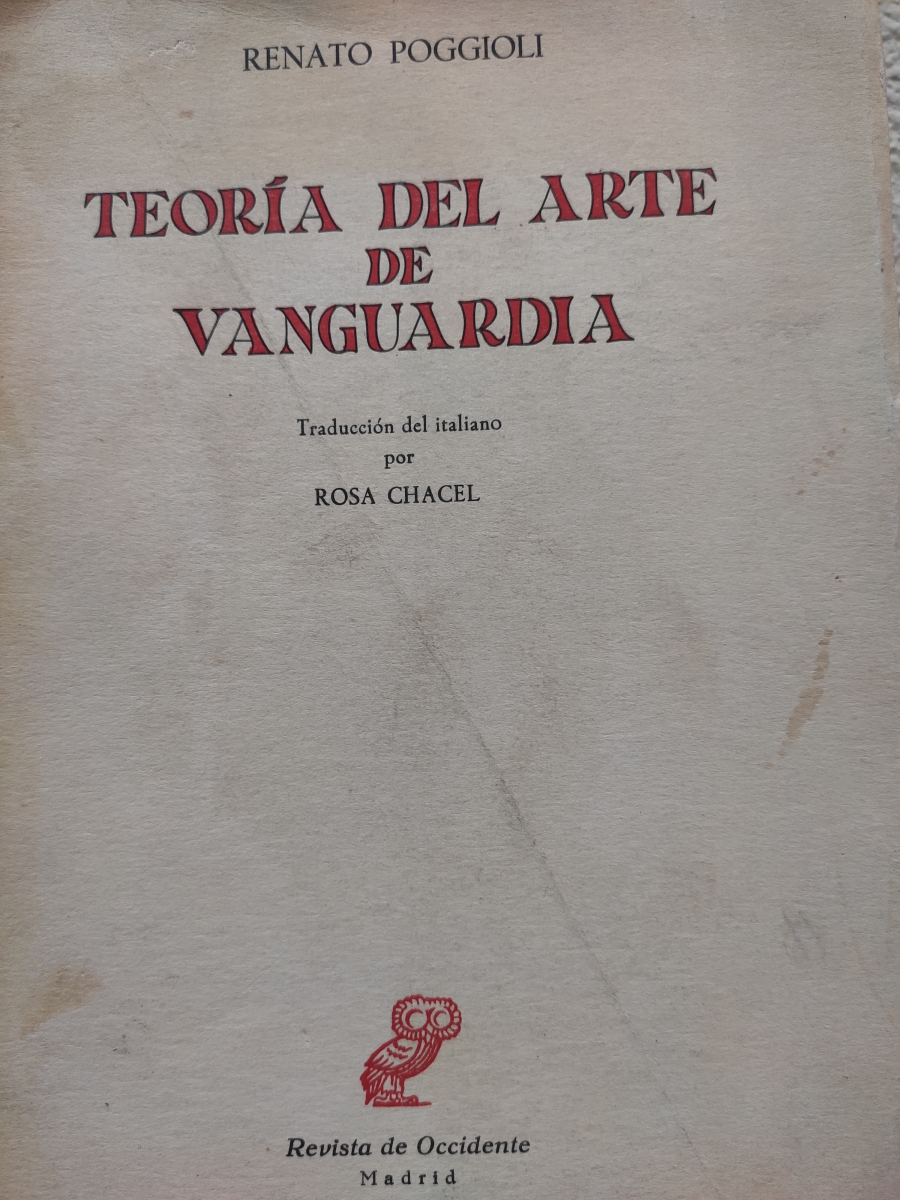 RENATO POGGIOLI
TEORÍA DEL ARTE
DE
VANGUARDIA
Traducción del italiano
por
ROSA CHACEL
Revista de Occidente
Madrid